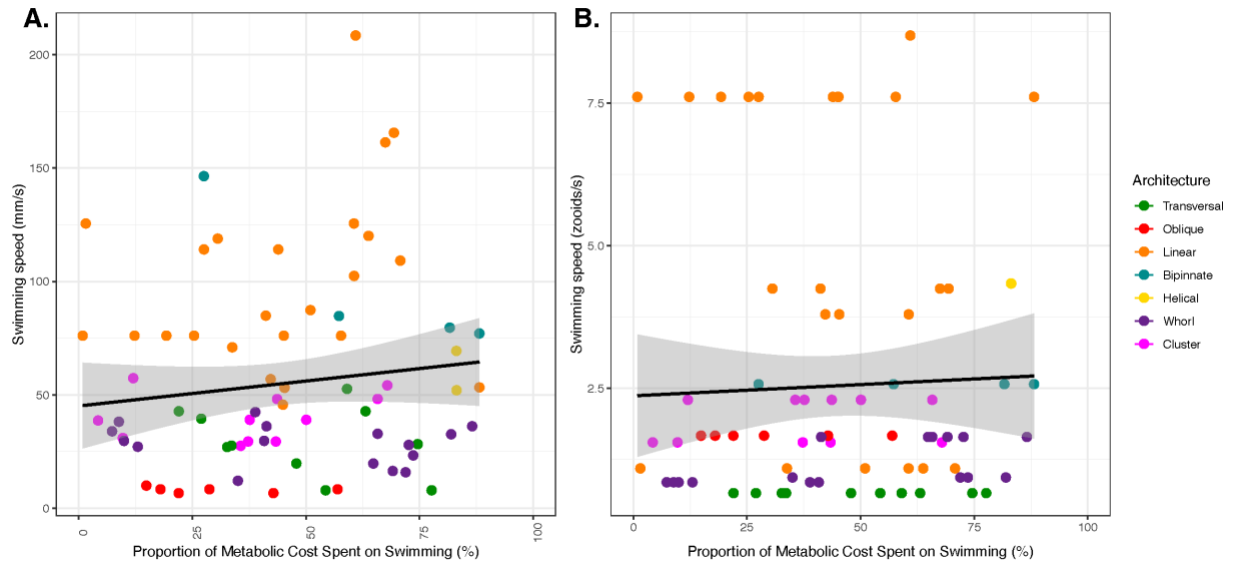 A.
Swimming speed (mm/s)
200
150
100
50
0
0
25
50
75
100
Proportion of Metabolic Cost Spent on Swimming (%)
B.
Swimming speed (zooids/s)
7.5
5.0
2.5
0
25
50
75
100
Proportion of Metabolic Cost Spent on Swimming (%)
Architecture
Transversal
Oblique
Linear
Bipinnate
Helical
Whorl
Cluster